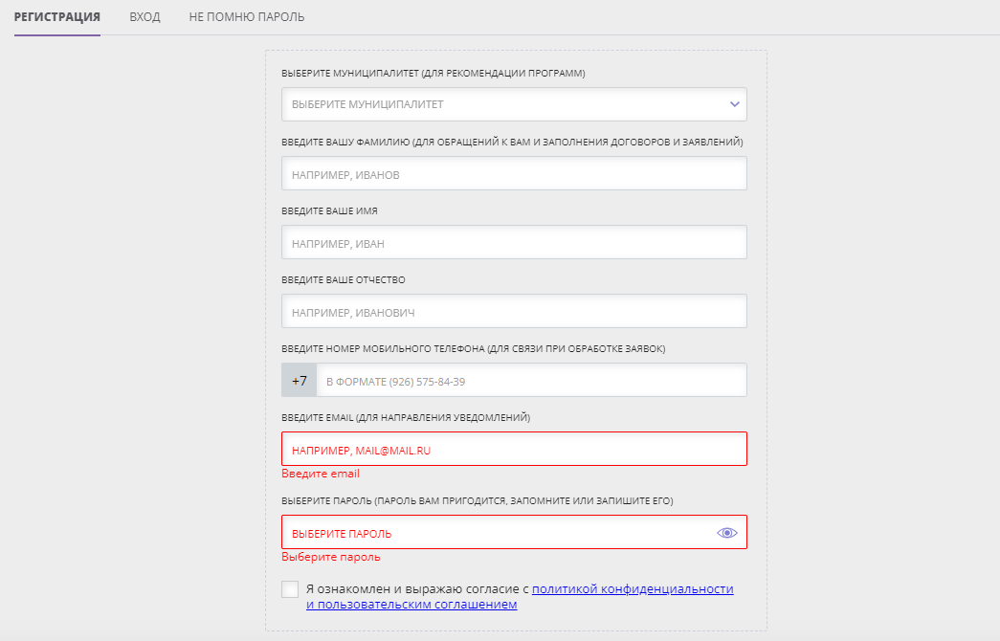 РЕГИСТРАЦИЯ ВХОД НЕ ПОМНЮ ПАРОЛЬ
ВЫБЕРИТЕ МУНИЦИПАЛИТЕТ (ДЛЯ РЕКОМЕНДАЦИИ ПРОГРАММ)
ВЫБЕРИТЕ МУНИЦИПАЛИТЕТ
ВВЕДИТЕ ВАШУ ФАМИЛИЮ (ДЛЯ ОБРАЩЕНИЙ К ВАМ И ЗАПОЛНЕНИЯ ДОГОВОРОВ И ЗАЯВЛЕНИЙ)
НАПРИМЕР, ИВАНОВ
ВВЕДИТЕ ВАШЕ ИМЯ
НАПРИМЕР, ИВАН
ВВЕДИТЕ ВАШЕ ОТЧЕСТВО
НАПРИМЕР, ИВАНОВИЧ
ВВЕДИТЕ НОМЕР МОБИЛЬНОГО ТЕЛЕФОНА (ДЛЯ СВЯЗИ ПРИ ОБРАБОТКЕ ЗАЯВОК)
+7 В ФОРМАТЕ (926) 575-84-39
ВВЕДИТЕ EMAIL (ДЛЯ НАПРАВЛЕНИЯ УВЕДОМЛЕНИЙ)
НАПРИМЕР, MAIL@MAIL.RU
Введите email
ВЫБЕРИТЕ ПАРОЛЬ (ПАРОЛЬ ВАМ ПРИГОДИТСЯ, ЗАПОМНИТЕ ИЛИ ЗАПИШИТЕ ЕГО)
ВЫБЕРИТЕ ПАРОЛЬ
Выберите пароль
Я ознакомлен и выражаю согласие с политикой конфиденциальности
и пользовательским соглашением